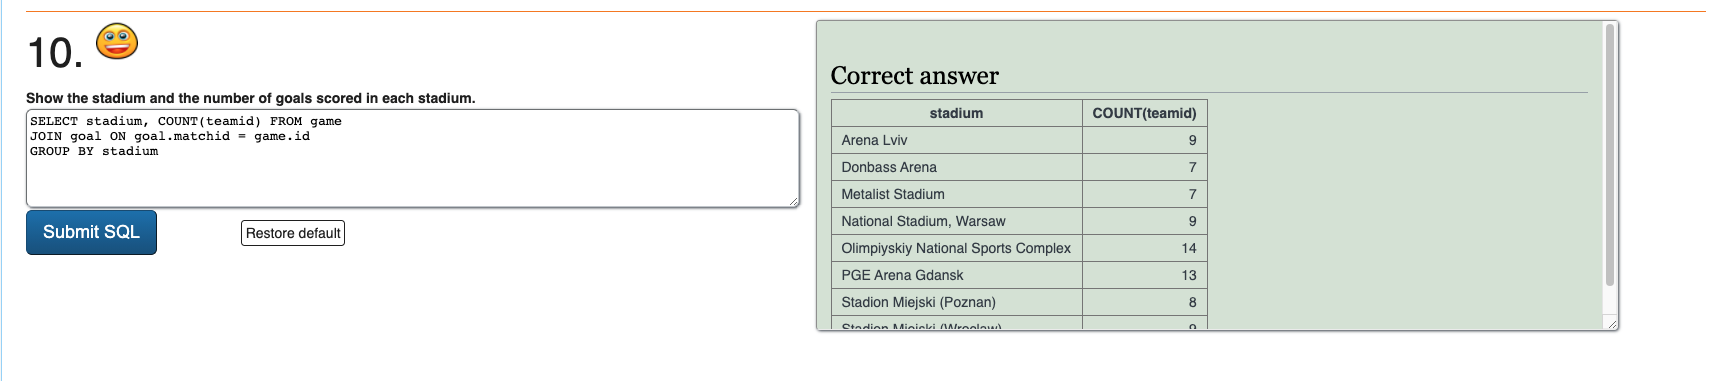 10.
Show the stadium and the number of goals scored in each stadium.
SELECT stadium, COUNT(teamid) FROM game
JOIN goal ON goal.matchid = game.id
GROUP BY stadium
Submit SQL
Restore default
Correct answer
stadium COUNT(teamid)
Arena Lviv 9
Donbass Arena 7
Metalist Stadium 7
National Stadium, Warsaw 9
Olimpiyskiy National Sports Complex 14
PGE Arena Gdansk 13
Stadion Miejski (Poznan) 8
Stadion Miejski (Wroclaw)